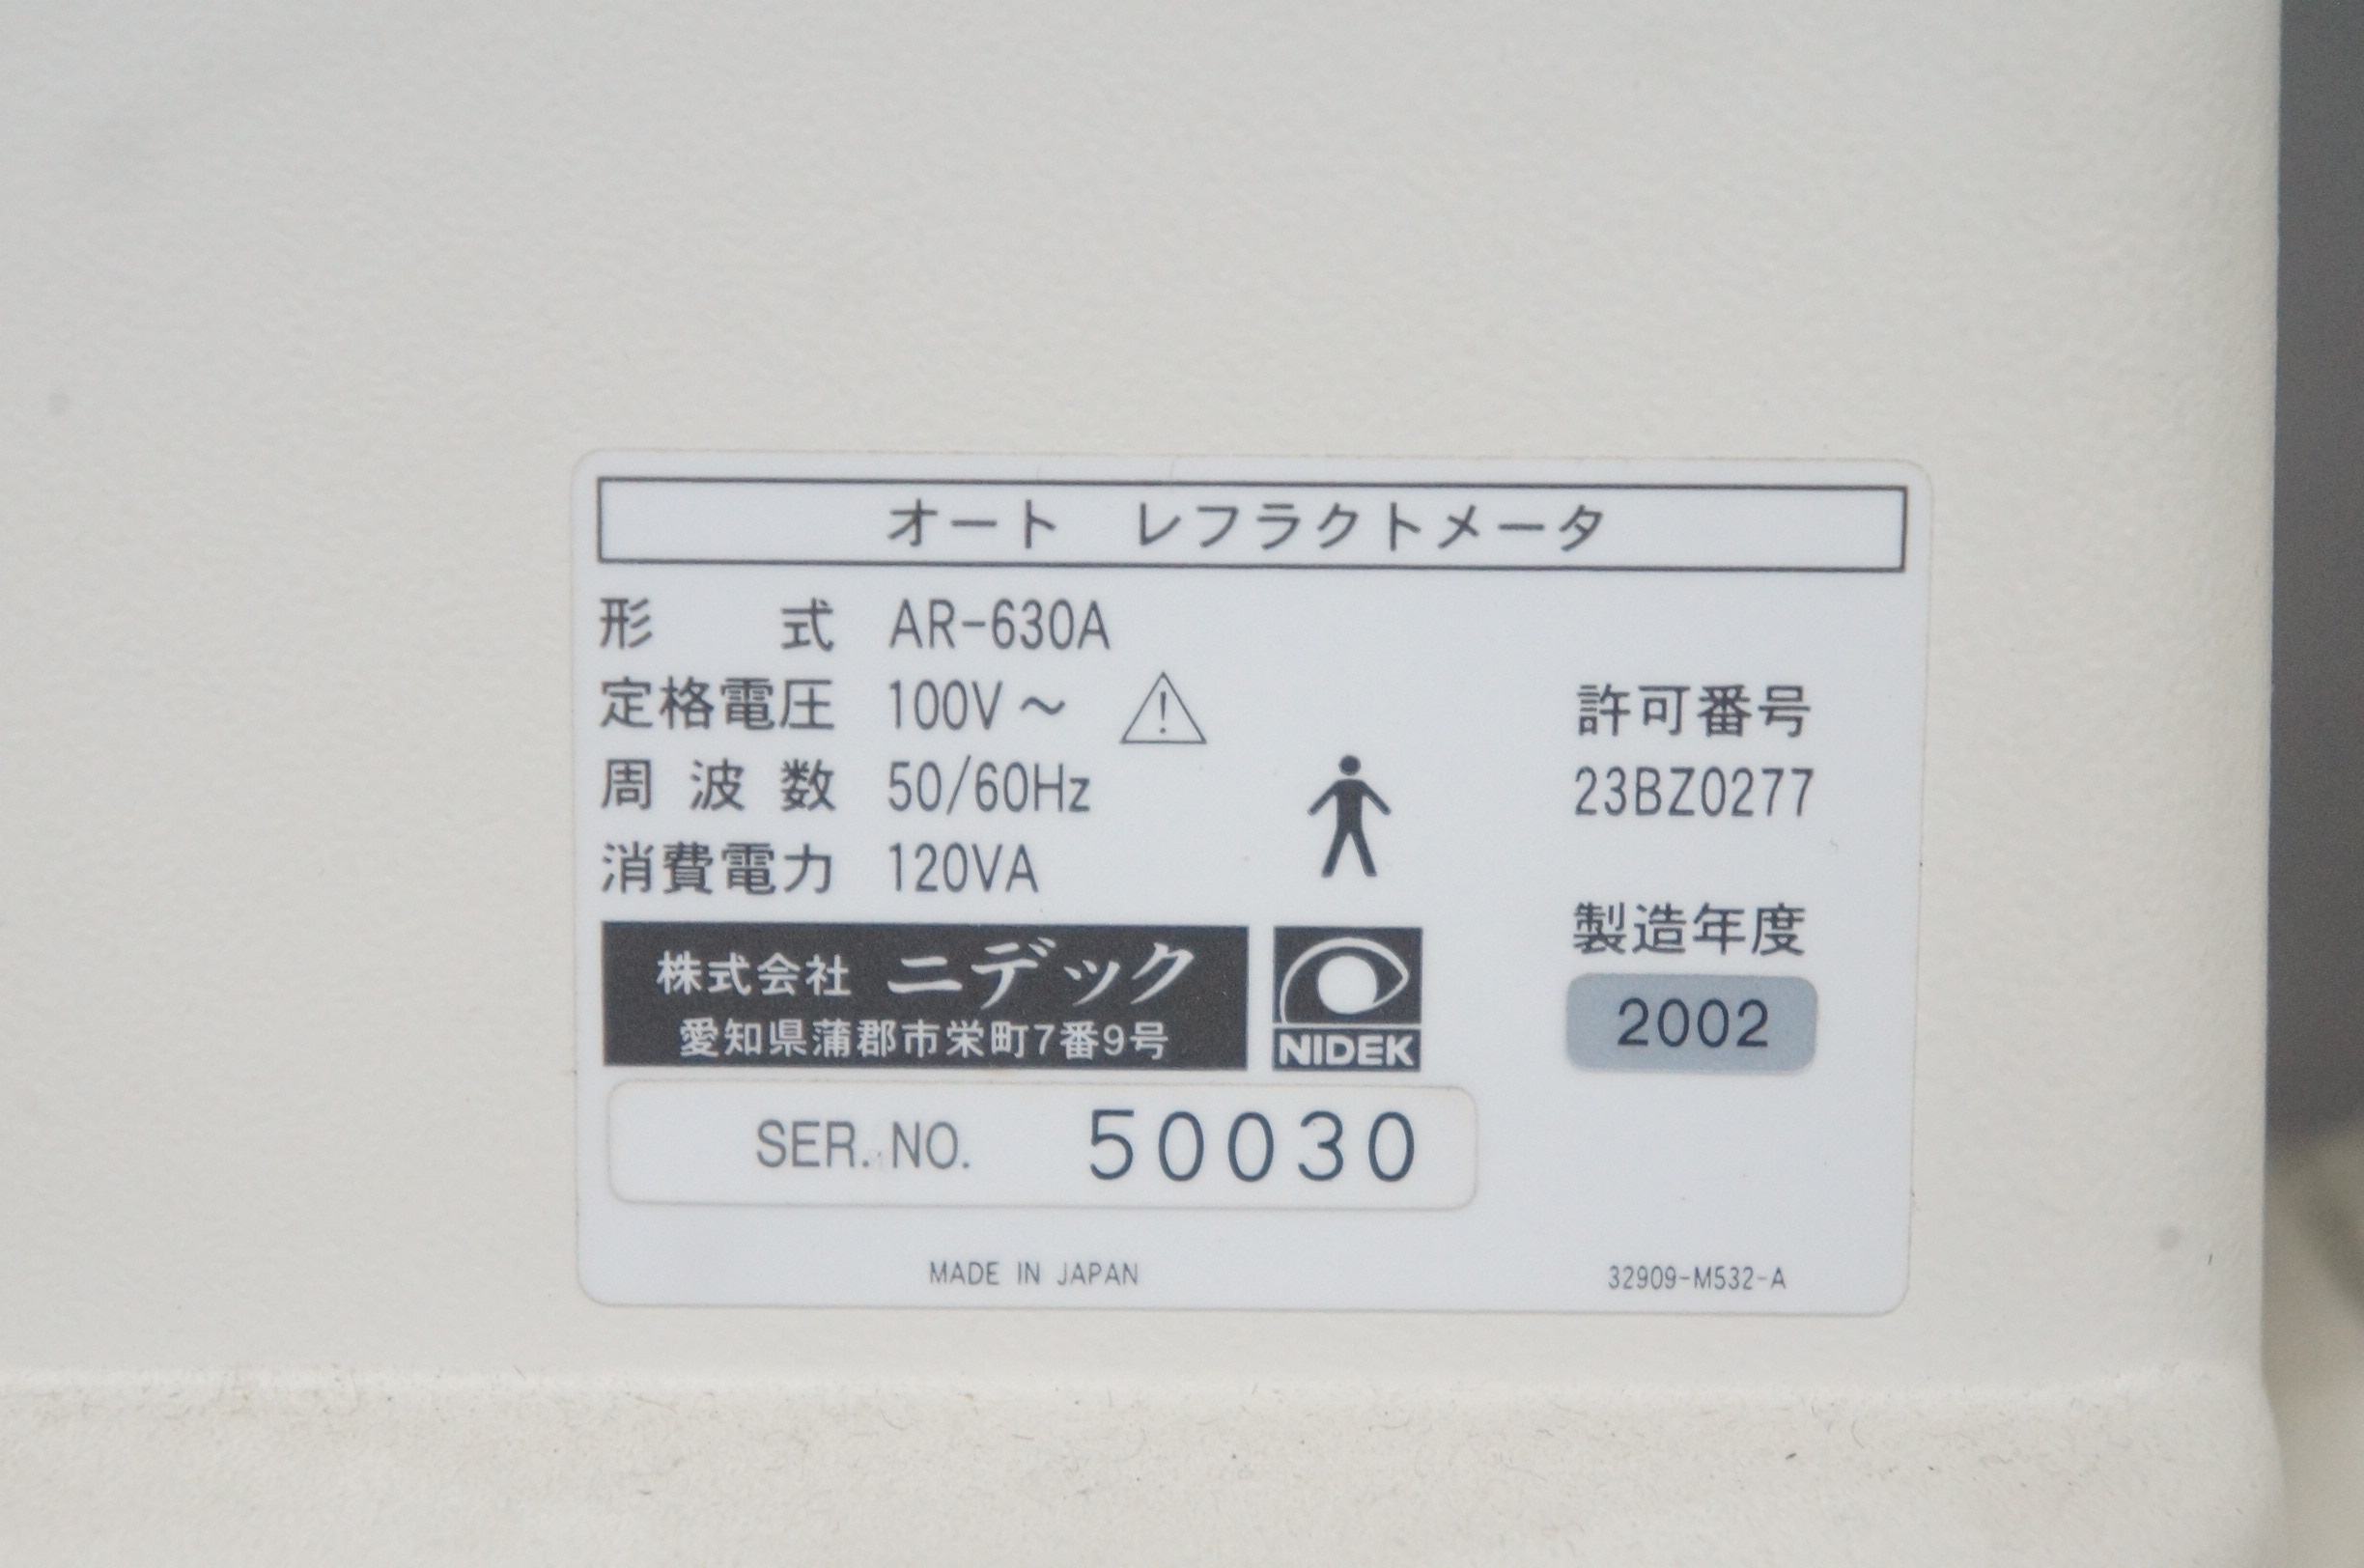 オート レフラクトメータ
形 式 AR-630A
定格電圧 100V～
周波数 50/60Hz
消費電力 120VA
許可番号
23BZ0277
製造年度
2002
株式会社 ニデック
愛知県蒲郡市栄町7番9号
NIDEK
SER. NO. 50030
MADE IN JAPAN
32909-M532-A